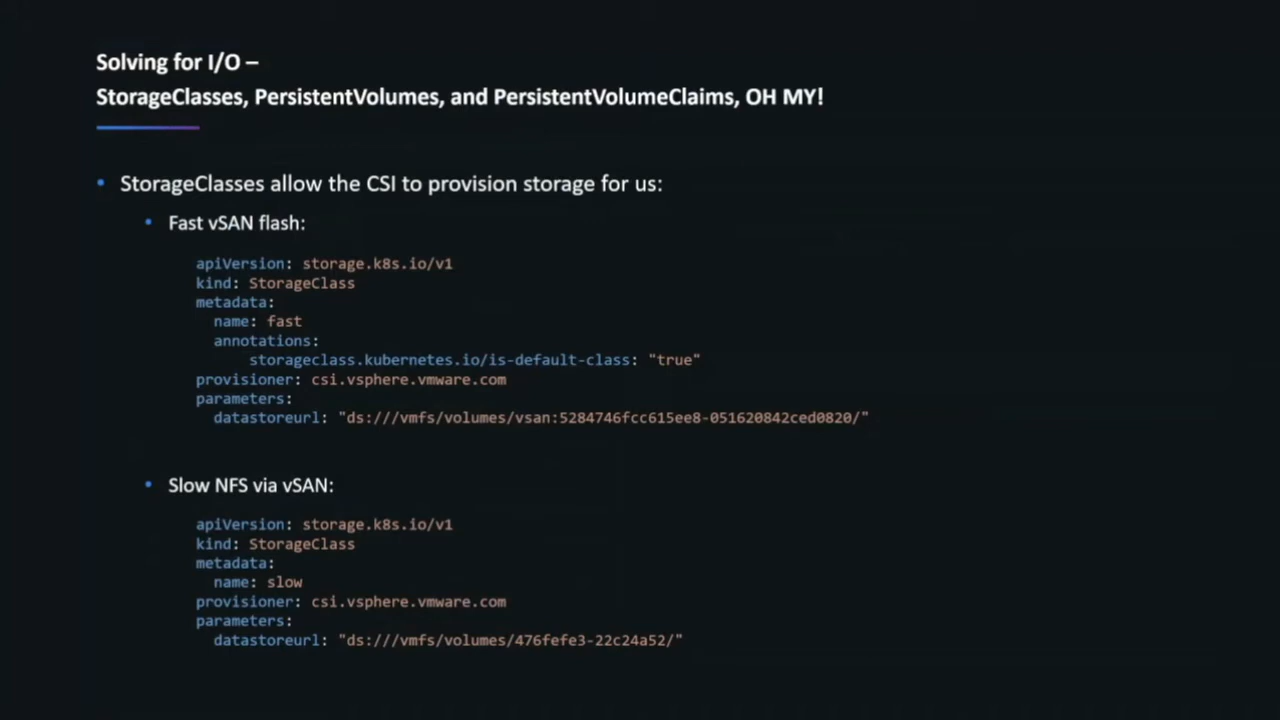 Solving for I/O –
StorageClasses, PersistentVolumes, and PersistentVolumeClaims, OH MY!
• StorageClasses allow the CSI to provision storage for us:
• Fast vSAN flash:
apiVersion: storage.k8s.io/v1
kind: StorageClass
metadata:
  name: fast
  annotations:
      storageclass.kubernetes.io/is-default-class: "true"
provisioner: csi.vsphere.vmware.com
parameters:
  datastoreurl: "ds:///vmfs/volumes/vsan:5284746fcc615ee8-051620842ced0820/"
• Slow NFS via vSAN:
apiVersion: storage.k8s.io/v1
kind: StorageClass
metadata:
  name: slow
provisioner: csi.vsphere.vmware.com
parameters:
  datastoreurl: "ds:///vmfs/volumes/476fefe3-22c24a52/"